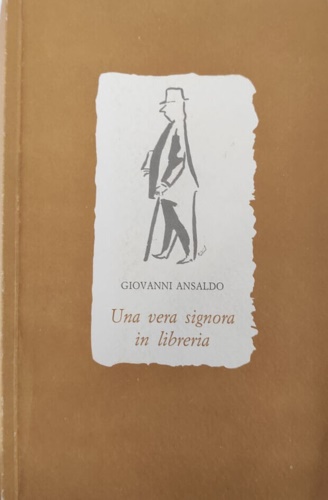 GIOVANNI ANSALDO
Una vera signora
in libreria